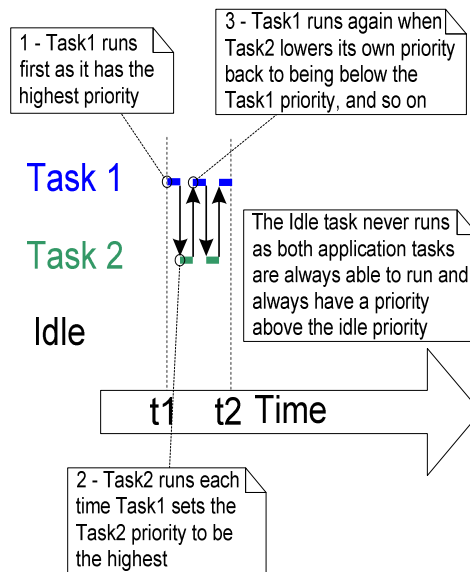 1 - Task1 runs
first as it has the
highest priority
3 - Task1 runs again when
Task2 lowers its own priority
back to being below the
Task1 priority, and so on
Task 1
Task 2
Idle
The Idle task never runs
as both application tasks
are always able to run and
always have a priority
above the idle priority
t1 t2 Time
2 - Task2 runs each
time Task1 sets the
Task2 priority to be
the highest